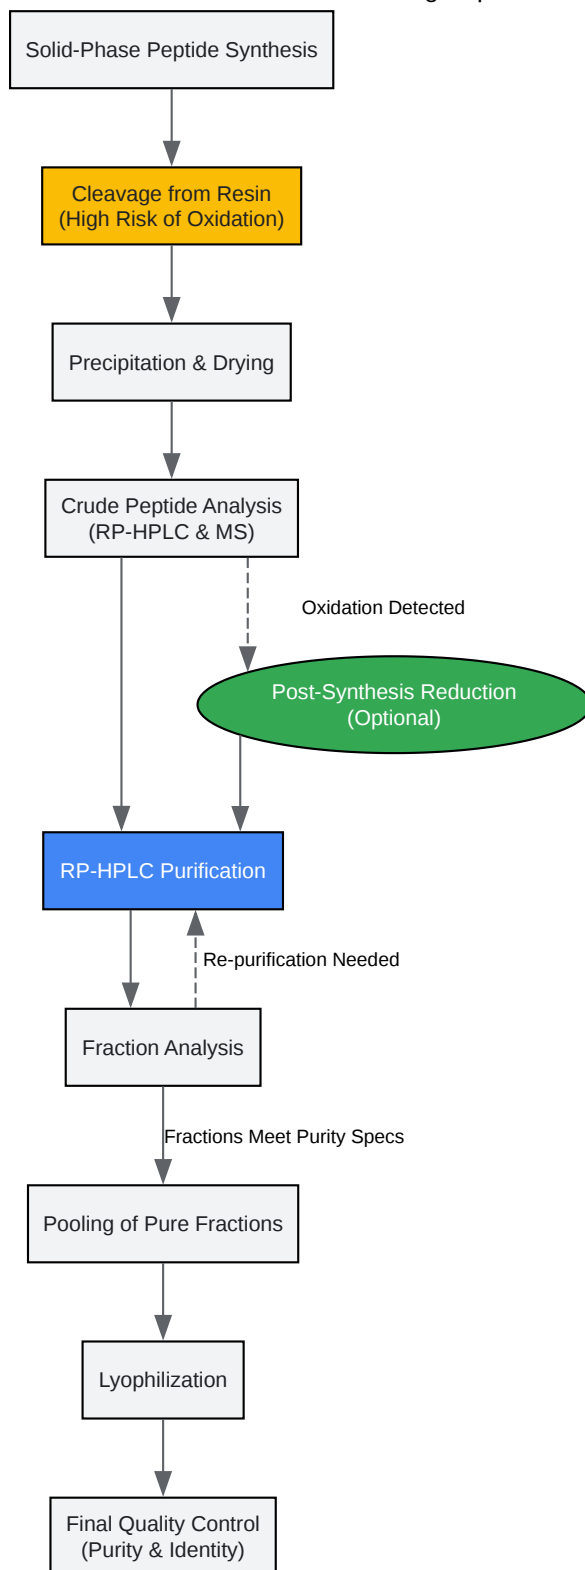 Solid-Phase Peptide Synthesis
Cleavage from Resin
(High Risk of Oxidation)
Precipitation & Drying
Crude Peptide Analysis
(RP-HPLC & MS)
Oxidation Detected
Post-Synthesis Reduction
(Optional)
RP-HPLC Purification
Re-purification Needed
Fraction Analysis
Fractions Meet Purity Specs
Pooling of Pure Fractions
Lyophilization
Final Quality Control
(Purity & Identity)